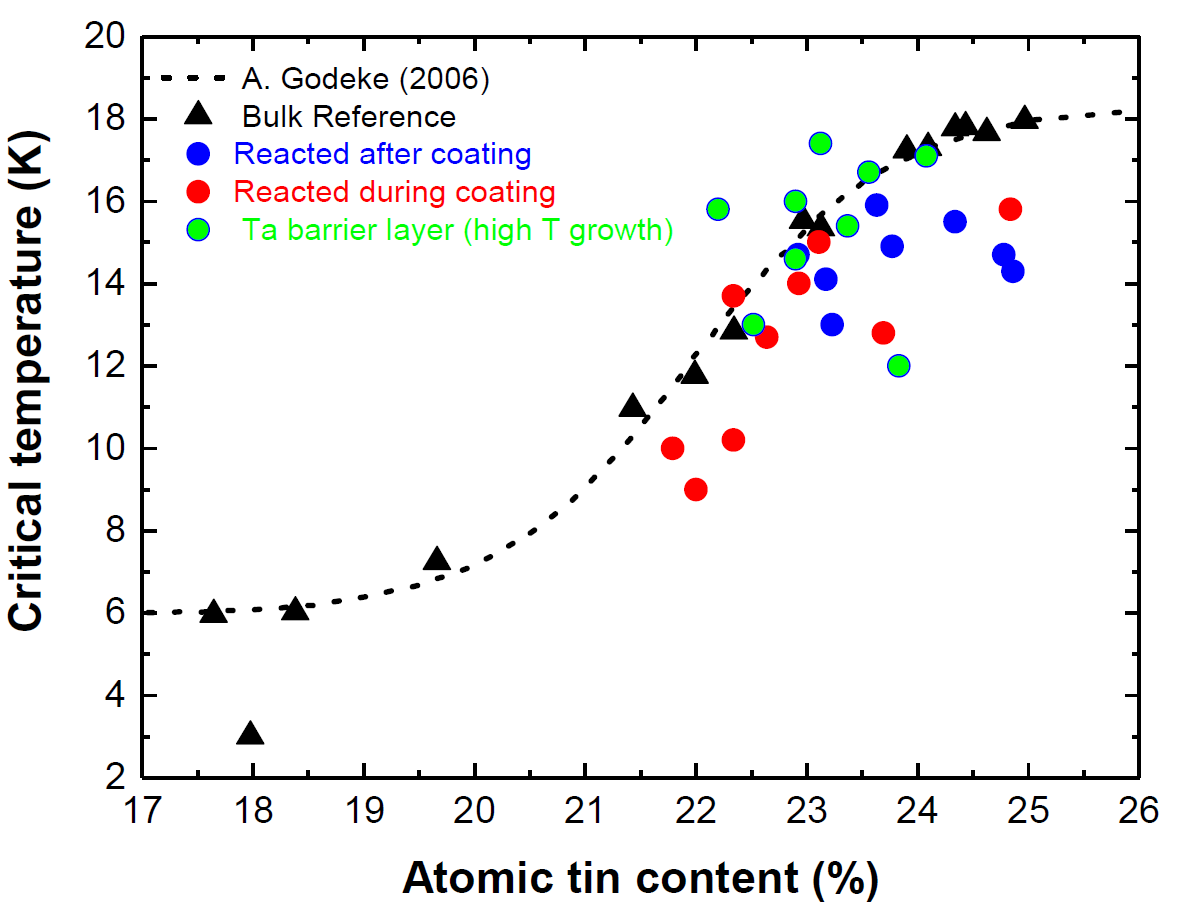 20
18
16
14
12
10
8
6
4
2
Critical temperature (K)
A. Godeke (2006)
Bulk Reference
Reacted after coating
Reacted during coating
Ta barrier layer (high T growth)
17 18 19 20 21 22 23 24 25 26
Atomic tin content (%)